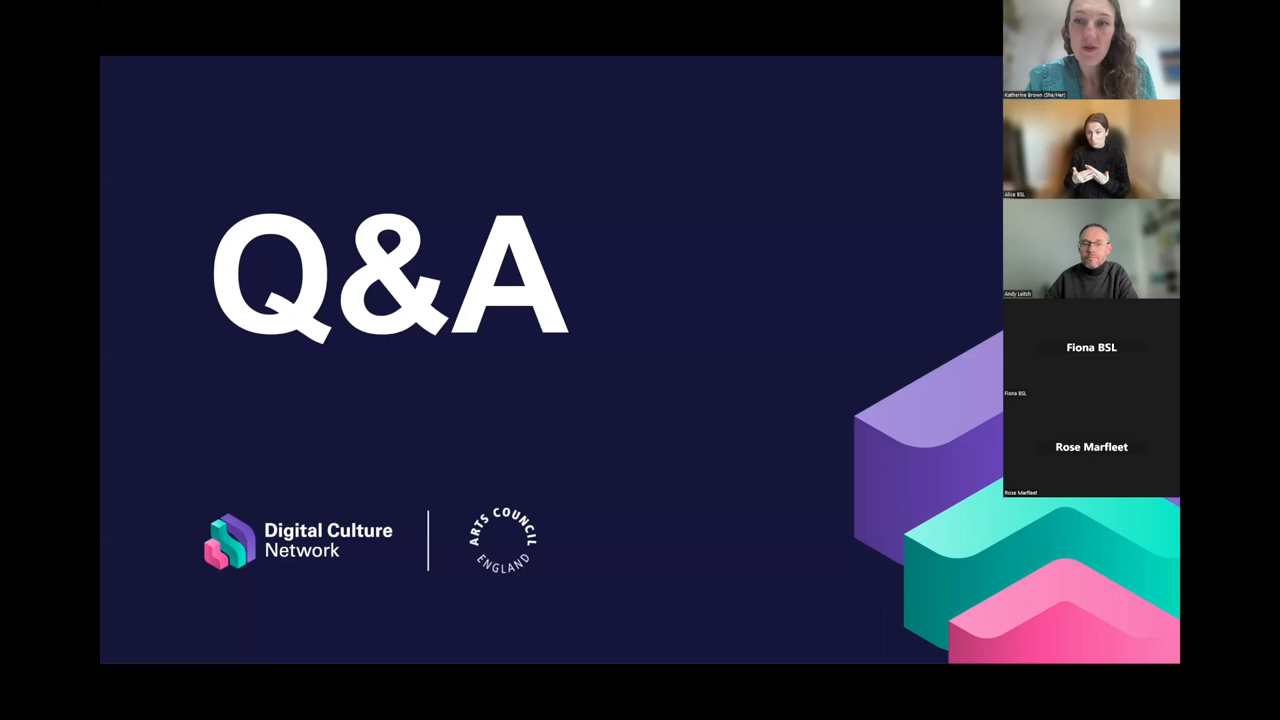 Q&A
Digital Culture
Network
ARTS COUNCIL
ENGLAND
Katherine Brown (She/Her)
Alice BSL
Andy Leitch
Fiona BSL
Fiona BSL
Rose Marfleet
Rose Marfleet